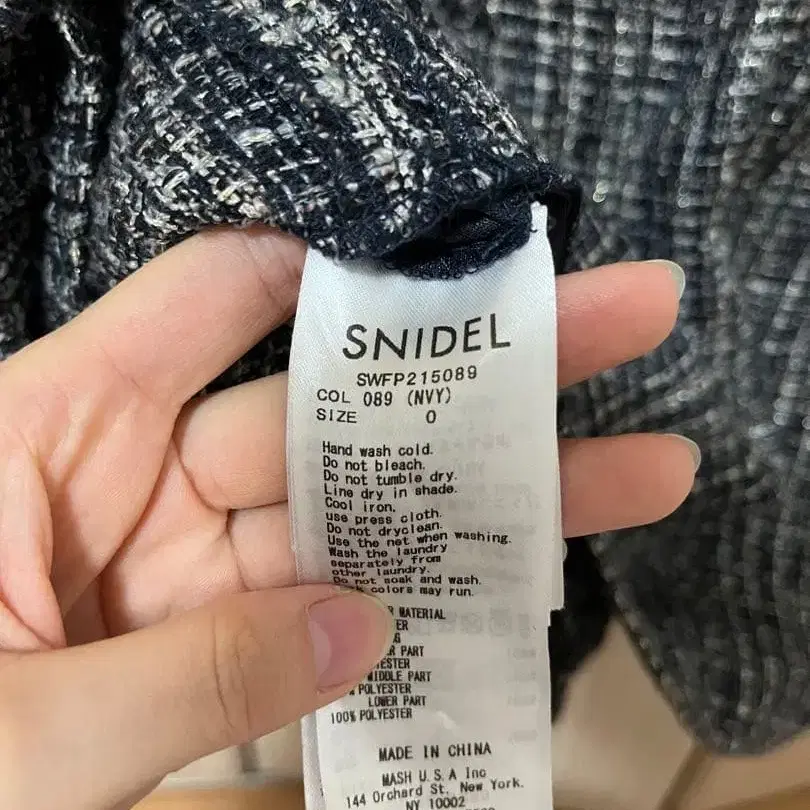 SNIDEL
SWFP215089
COL 089 (NVY)
SIZE 0
Hand wash cold.
Do not bleach.
Do not tumble dry.
Line dry in shade.
Cool iron,
use press cloth.
Do not dryclean.
Use the net when washing.
Wash the laundry
separately from
other laundry.
Do not soak and wash.
colors may run.
MATERIAL
PART
MIDDLE PART
POLYESTER
LOWER PART
100% POLYESTER
MADE IN CHINA
MASH U.S.A Inc
144 Orchard St. New York.
NY 10002